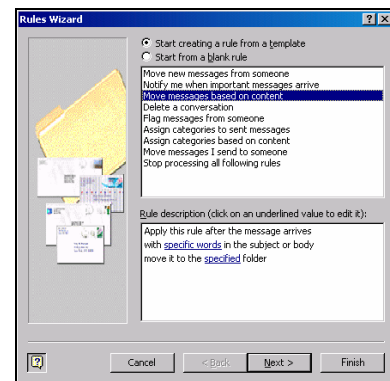 Rules Wizard
Start creating a rule from a template
Start from a blank rule
Move new messages from someone
Notify me when important messages arrive
Move messages based on content
Delete a conversation
Flag messages from someone
Assign categories to sent messages
Assign categories based on content
Move messages I send to someone
Stop processing all following rules
Rule description (click on an underlined value to edit it):
Apply this rule after the message arrives
with specific words in the subject or body
move it to the specified folder
Cancel < Back Next > Finish